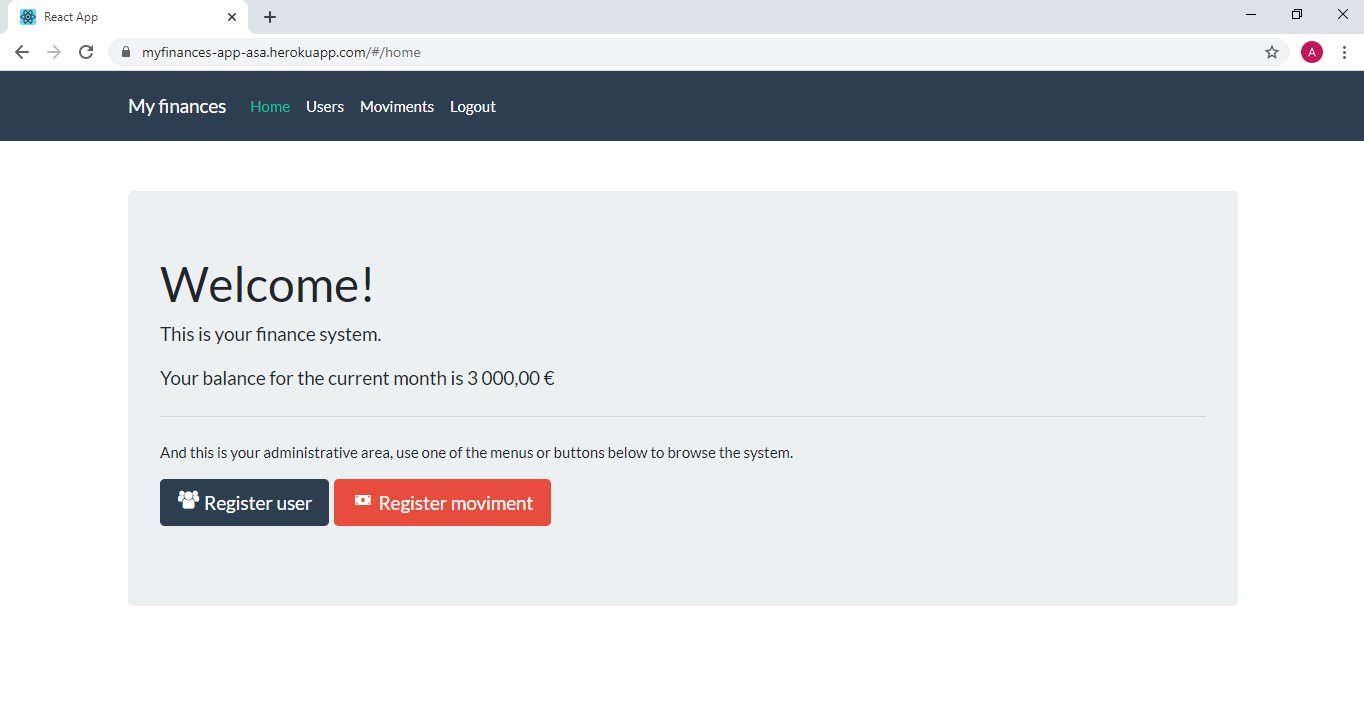 React App
myfinances-app-asa.herokuapp.com/#/home
A
My finances Home Users Moviments Logout
Welcome!
This is your finance system.
Your balance for the current month is 3 000,00 €
And this is your administrative area, use one of the menus or buttons below to browse the system.
Register user Register moviment